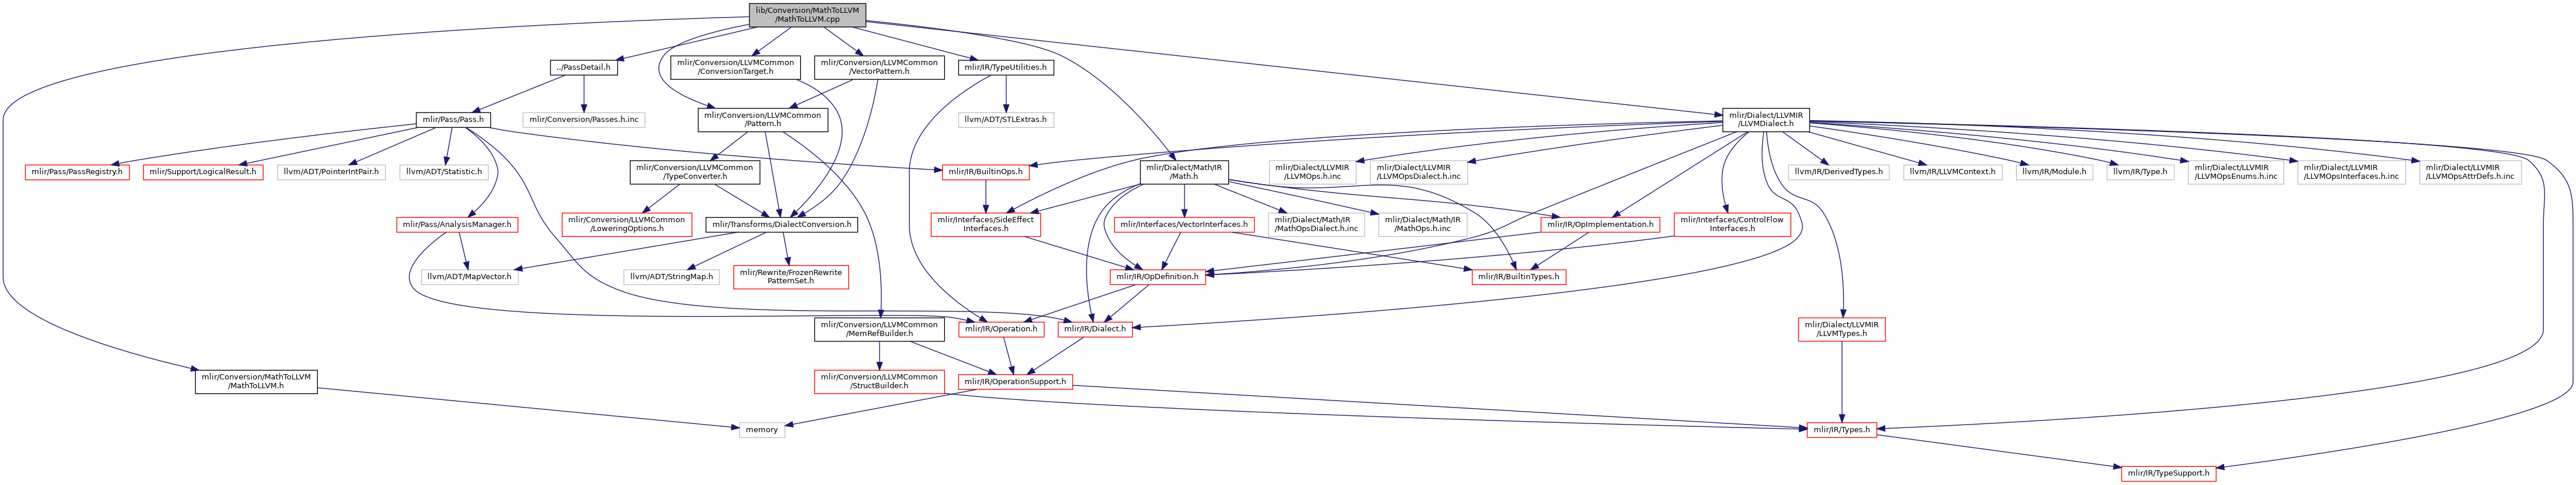 lib/Conversion/MathToLLVM
/MathToLLVM.cpp
../PassDetail.h
mlir/Conversion/LLVMCommon
/ConversionTarget.h
mlir/Conversion/LLVMCommon
/VectorPattern.h
mlir/IR/TypeUtilities.h
mlir/Pass/Pass.h
mlir/Conversion/Passes.h.inc
mlir/Conversion/LLVMCommon
/Pattern.h
llvm/ADT/STLExtras.h
mlir/Dialect/LLVMIR
/LLVMDialect.h
mlir/Pass/PassRegistry.h
mlir/Support/LogicalResult.h
llvm/ADT/PointerIntPair.h
llvm/ADT/Statistic.h
mlir/Conversion/LLVMCommon
/TypeConverter.h
mlir/IR/BuiltinOps.h
mlir/Dialect/Math/IR
/Math.h
mlir/Dialect/LLVMIR
/LLVMOps.h.inc
mlir/Dialect/LLVMIR
/LLVMOpsDialect.h.inc
llvm/IR/DerivedTypes.h
llvm/IR/LLVMContext.h
llvm/IR/Module.h
llvm/IR/Type.h
mlir/Dialect/LLVMIR
/LLVMOpsEnums.h.inc
mlir/Dialect/LLVMIR
/LLVMOpsInterfaces.h.inc
mlir/Dialect/LLVMIR
/LLVMOpsAttrDefs.h.inc
mlir/Pass/AnalysisManager.h
mlir/Conversion/LLVMCommon
/LoweringOptions.h
mlir/Transforms/DialectConversion.h
mlir/Interfaces/SideEffect
Interfaces.h
mlir/Interfaces/VectorInterfaces.h
mlir/Dialect/Math/IR
/MathOpsDialect.h.inc
mlir/Dialect/Math/IR
/MathOps.h.inc
mlir/IR/OpImplementation.h
mlir/Interfaces/ControlFlow
Interfaces.h
llvm/ADT/MapVector.h
llvm/ADT/StringMap.h
mlir/Rewrite/FrozenRewrite
PatternSet.h
mlir/IR/OpDefinition.h
mlir/IR/BuiltinTypes.h
mlir/Conversion/LLVMCommon
/MemRefBuilder.h
mlir/IR/Operation.h
mlir/IR/Dialect.h
mlir/Dialect/LLVMIR
/LLVMTypes.h
mlir/Conversion/MathToLLVM
/MathToLLVM.h
mlir/Conversion/LLVMCommon
/StructBuilder.h
mlir/IR/OperationSupport.h
memory
mlir/IR/Types.h
mlir/IR/TypeSupport.h